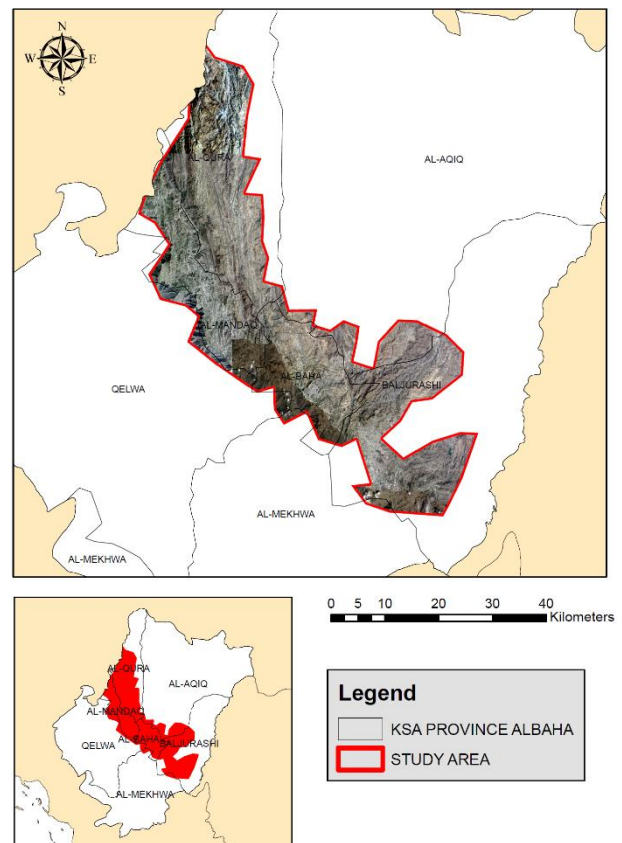 N
W E
S
AL-QURA
AL-AQIQ
AL-MANDAQ
AL-BAHA
BALJURASHI
QELWA
AL-MEKHWA
AL-MEKHWA
0 5 10 20 30 40
Kilometers
AL-QURA
AL-AQIQ
AL-MANDAQ
AL-BAHA
BALJURASHI
QELWA
AL-MEKHWA
Legend
KSA PROVINCE ALBAHA
STUDY AREA